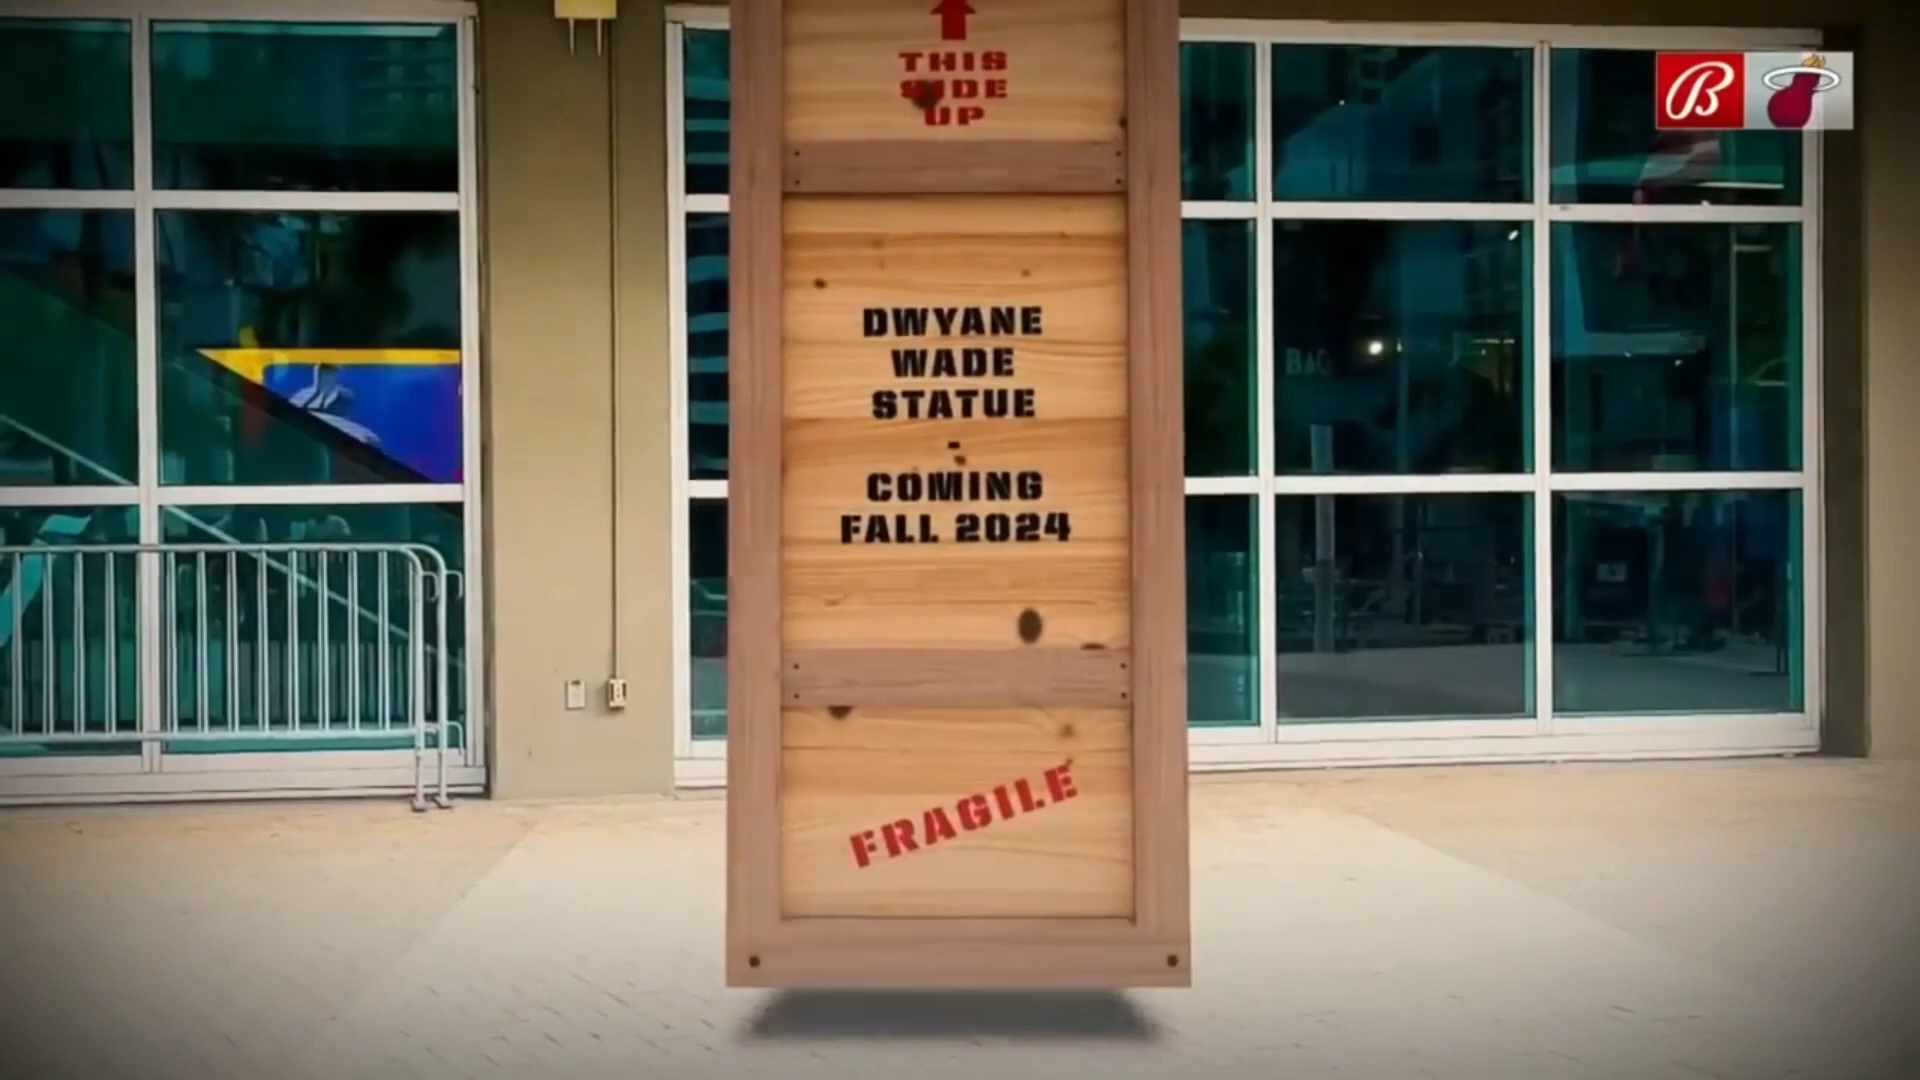 THIS
SIDE
UP
DWYANE
WADE
STATUE
-
COMING
FALL 2024
FRAGILE
B